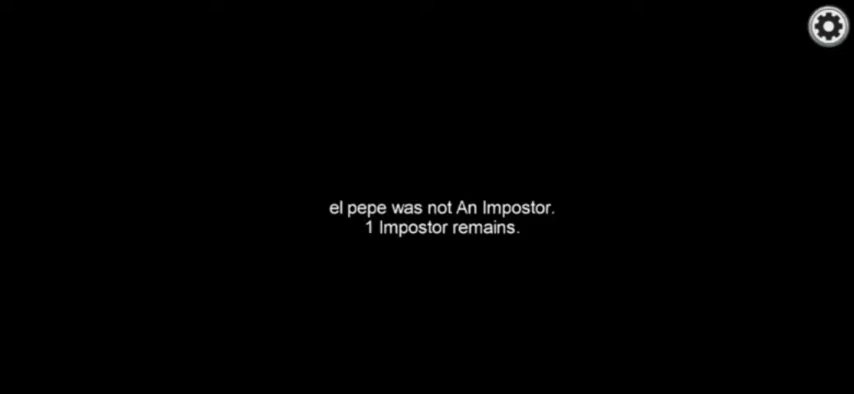 el pepe was not An Impostor.
1 Impostor remains.